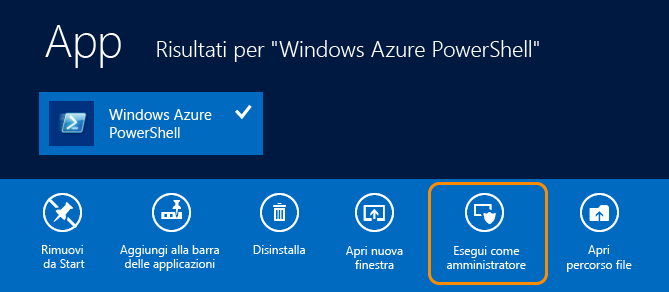 App Risultati per "Windows Azure PowerShell"
Windows Azure
PowerShell
Rimuovi
da Start
Aggiungi alla barra
delle applicazioni
Disinstalla
Apri nuova
finestra
Esegui come
amministratore
Apri
percorso file